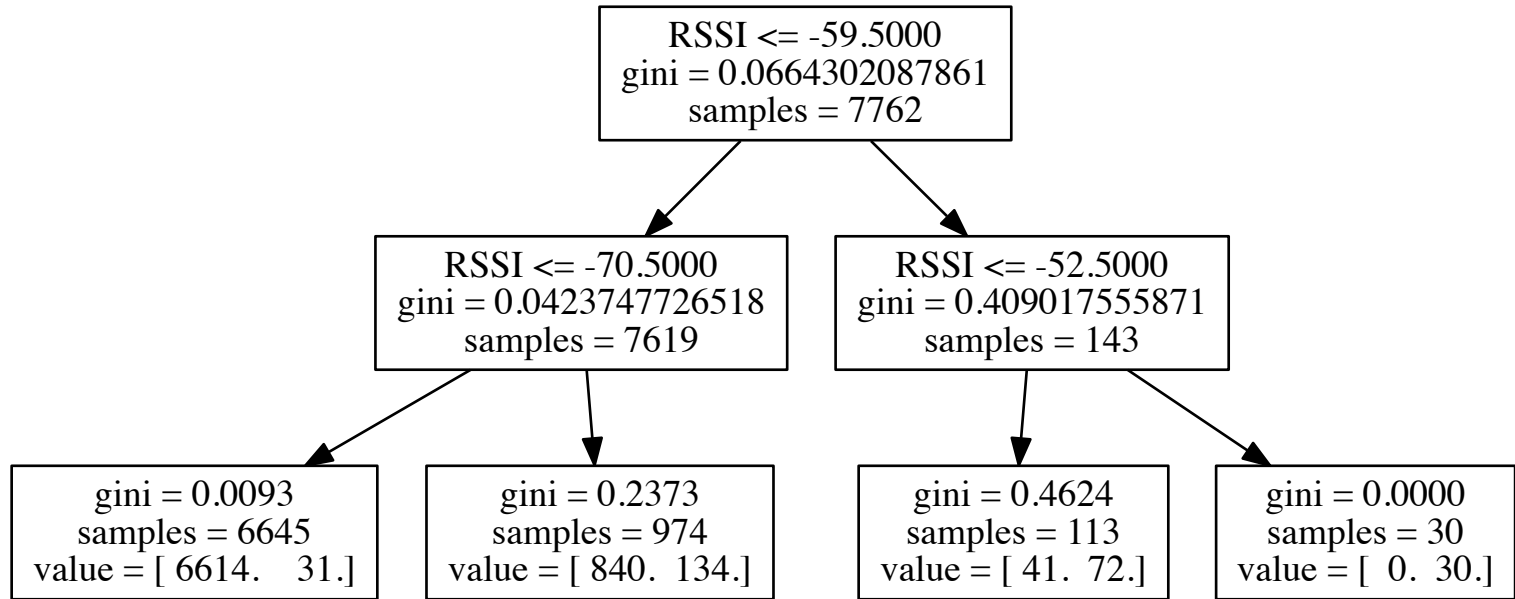 RSSI <= -59.5000
gini = 0.0664302087861
samples = 7762
RSSI <= -70.5000
gini = 0.0423747726518
samples = 7619
RSSI <= -52.5000
gini = 0.409017555871
samples = 143
gini = 0.0093
samples = 6645
value = [ 6614.    31.]
gini = 0.2373
samples = 974
value = [ 840.  134.]
gini = 0.4624
samples = 113
value = [ 41.  72.]
gini = 0.0000
samples = 30
value = [  0.  30.]